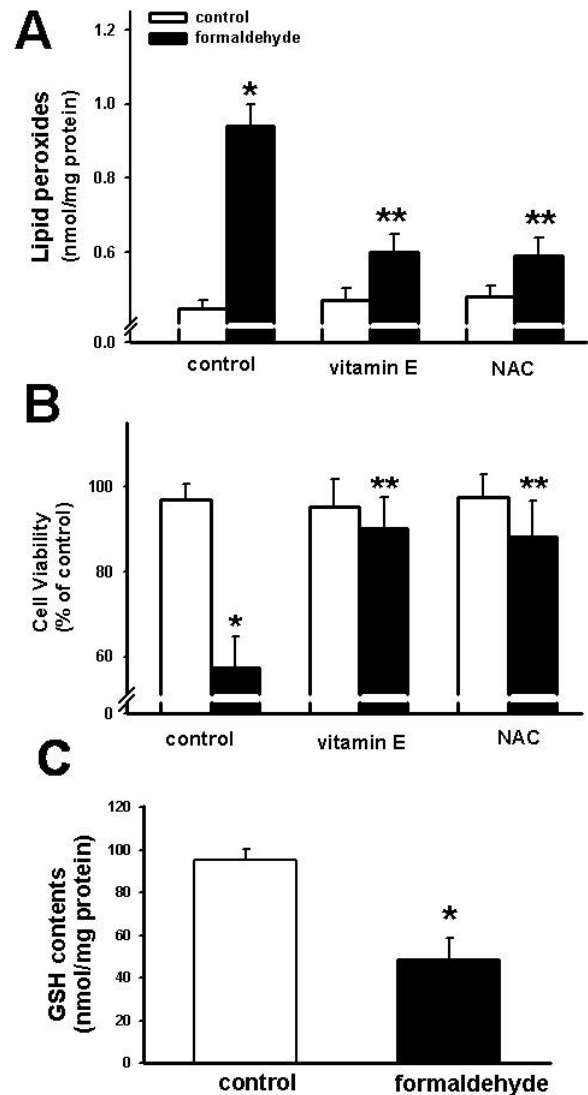 A
control
formaldehyde
Lipid peroxides
(nmol/mg protein)
1.2
*
1.0
0.8
**
**
0.6
0.0
control vitamin E NAC
B
Cell Viability
(% of control)
100
**
**
80
*
60
0
control vitamin E NAC
C
GSH contents
(nmol/mg protein)
120
100
80
*
60
40
20
0
control formaldehyde